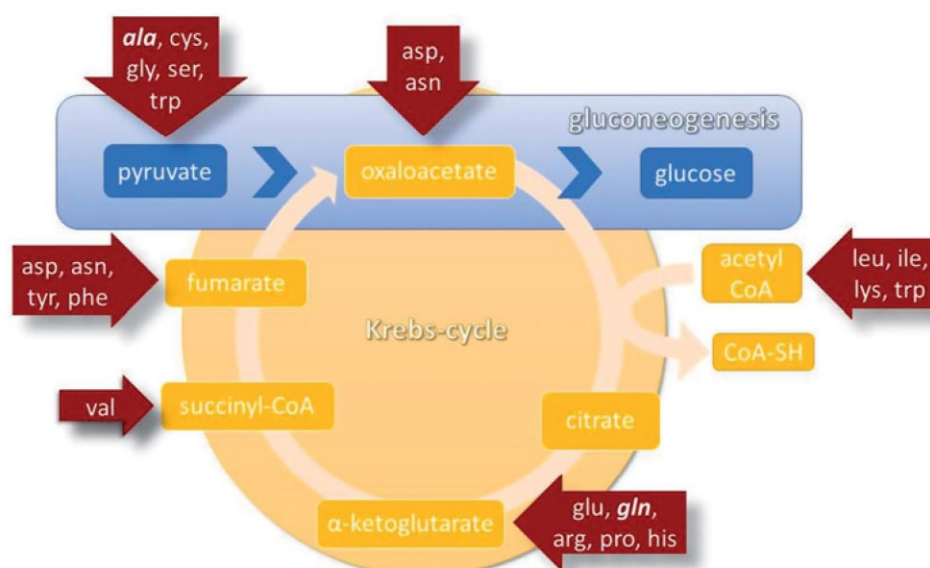 ala, cys,
gly, ser,
trp
asp,
asn
gluconeogenesis
pyruvate
oxaloacetate
glucose
asp, asn,
tyr, phe
fumarate
acetyl
CoA
leu, ile,
lys, trp
Krebs-cycle
CoA-SH
val
succinyl-CoA
citrate
α-ketoglutarate
glu, gln,
arg, pro, his